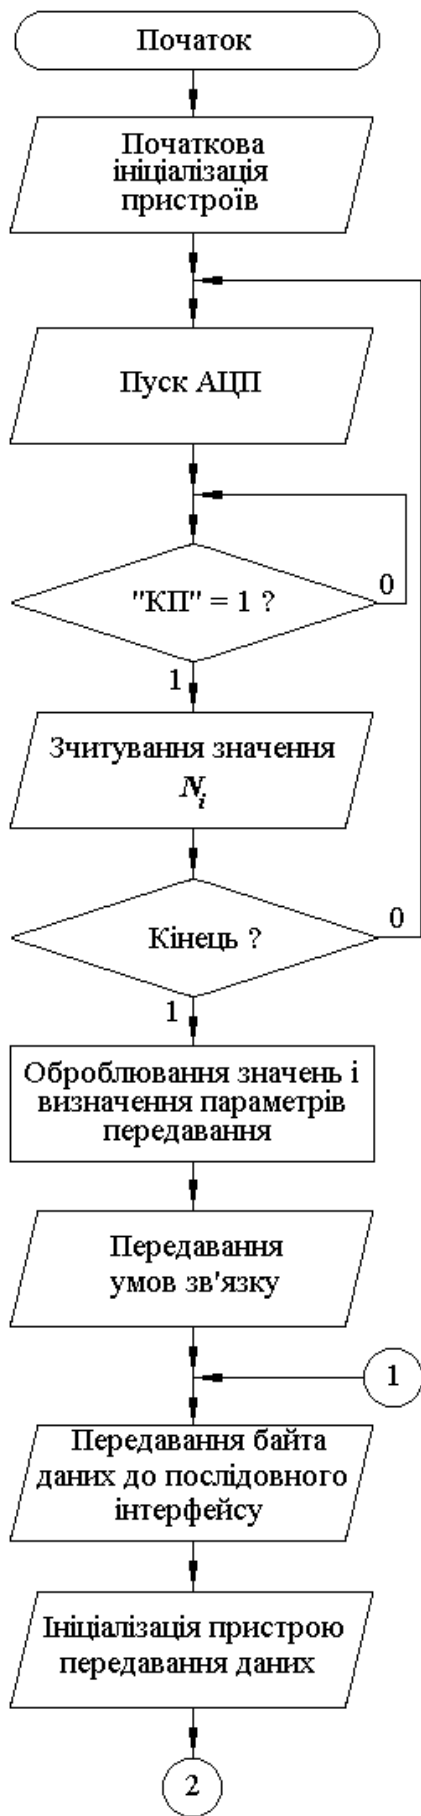 Початок
Початкова
ініціалізація
пристроїв
Пуск АЦП
"КП" = 1 ?
0
1
Зчитування значення
Nᵢ
Кінець ?
0
1
Оброблювання значень і
визначення параметрів
передавання
Передавання
умов зв'язку
1
Передавання байта
даних до послідовного
інтерфейсу
Ініціалізація пристрою
передавання даних
2